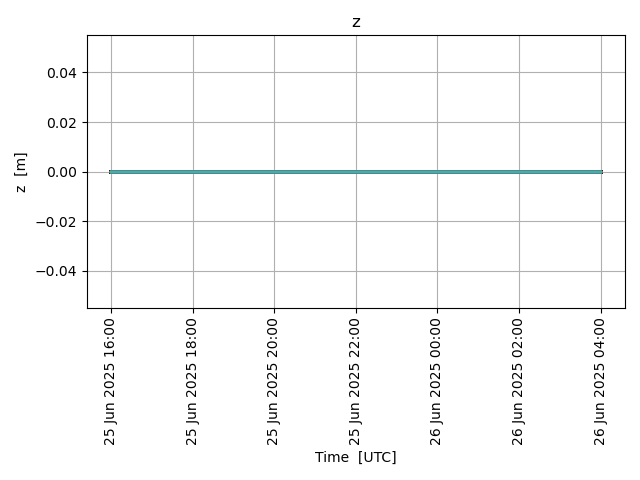 z
0.04
0.02
0.00
−0.02
−0.04
z [m]
25 Jun 2025 16:00
25 Jun 2025 18:00
25 Jun 2025 20:00
25 Jun 2025 22:00
26 Jun 2025 00:00
26 Jun 2025 02:00
26 Jun 2025 04:00
Time [UTC]